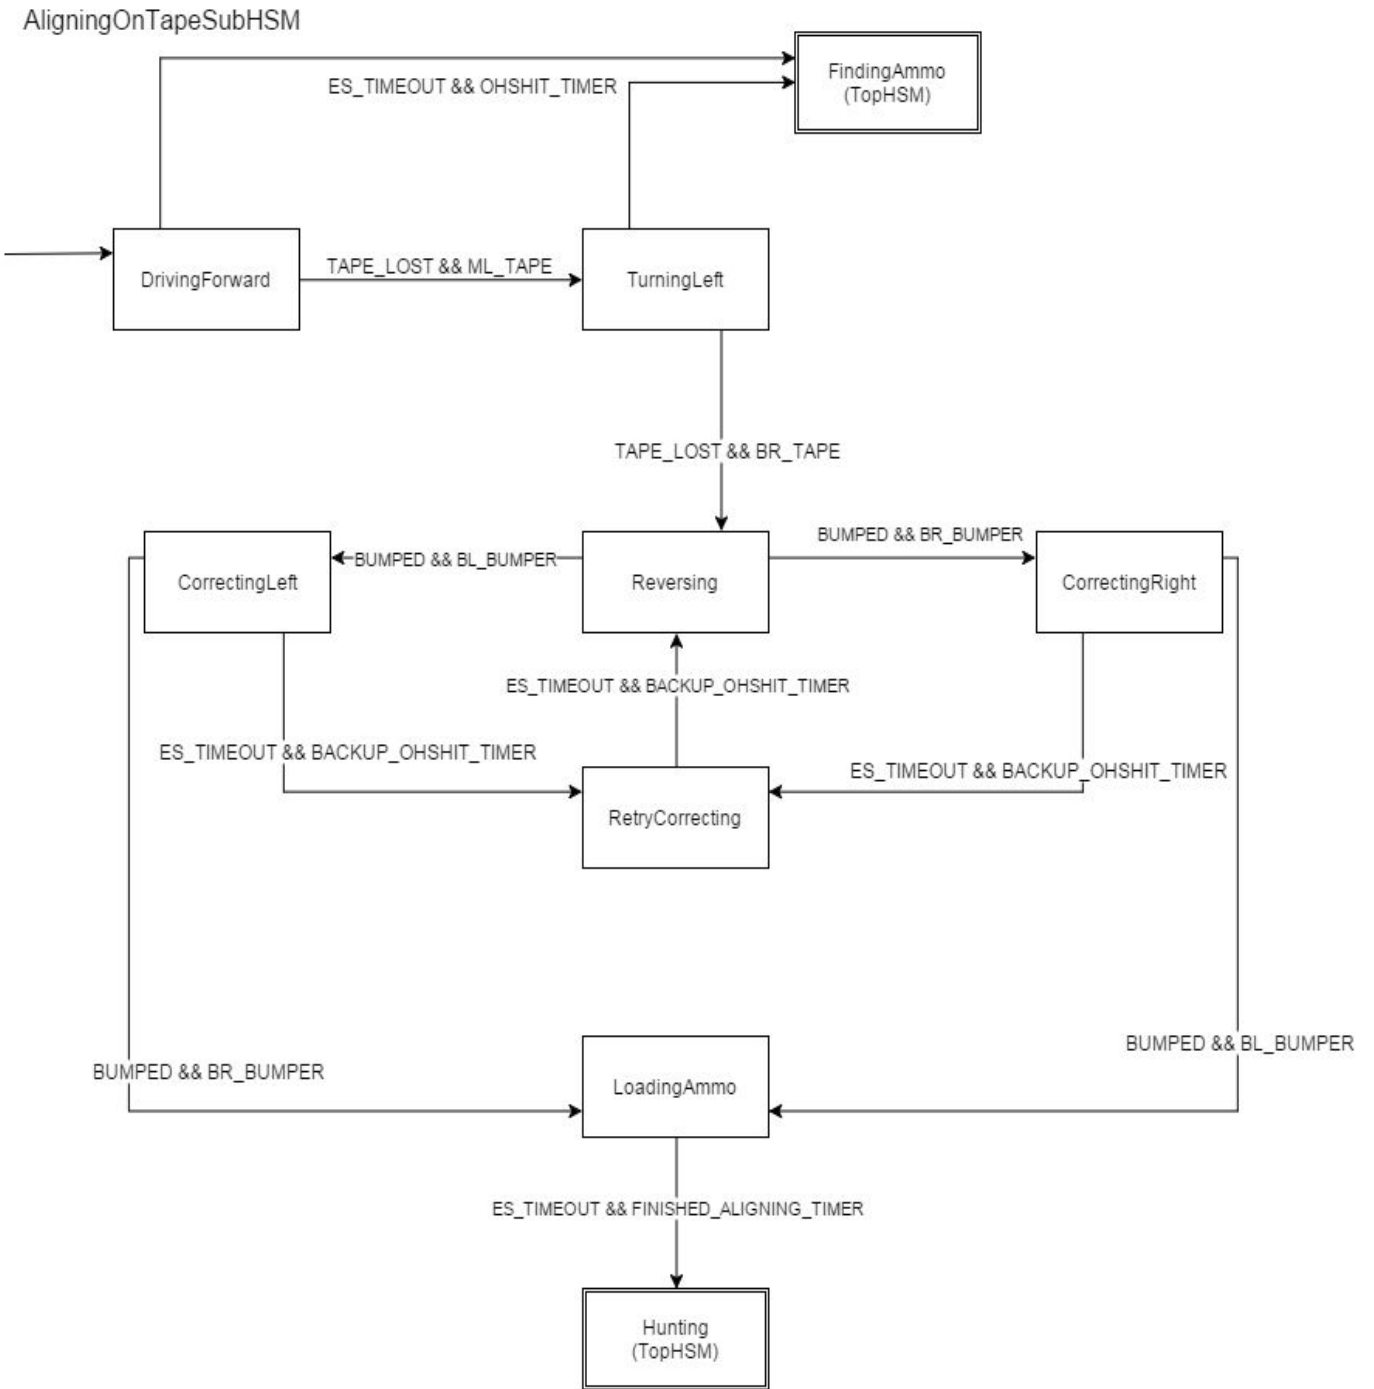 AligningOnTapeSubHSM
FindingAmmo
(TopHSM)
ES_TIMEOUT && OHSHIT_TIMER
DrivingForward
TAPE_LOST && ML_TAPE
TurningLeft
TAPE_LOST && BR_TAPE
BUMPED && BR_BUMPER
BUMPED && BL_BUMPER
CorrectingLeft
Reversing
CorrectingRight
ES_TIMEOUT && BACKUP_OHSHIT_TIMER
ES_TIMEOUT && BACKUP_OHSHIT_TIMER
ES_TIMEOUT && BACKUP_OHSHIT_TIMER
RetryCorrecting
BUMPED && BL_BUMPER
BUMPED && BR_BUMPER
LoadingAmmo
ES_TIMEOUT && FINISHED_ALIGNING_TIMER
Hunting
(TopHSM)